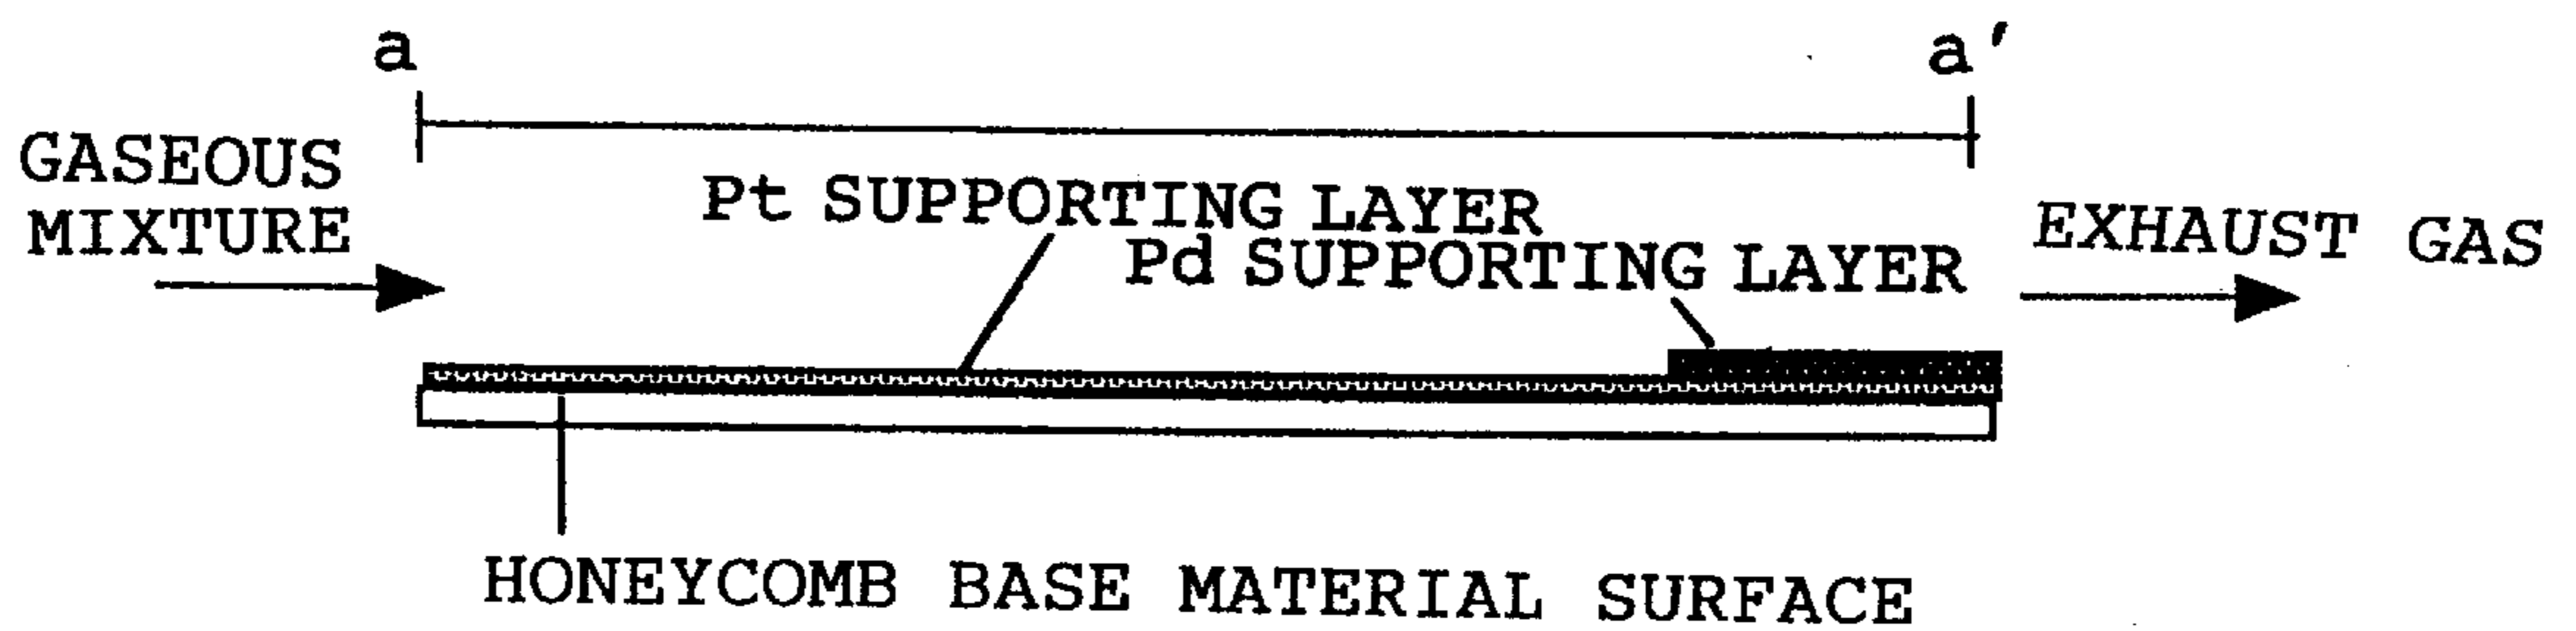 a
a'
GASEOUS
MIXTURE
Pt SUPPORTING LAYER
Pd SUPPORTING LAYER
EXHAUST GAS
HONEYCOMB BASE MATERIAL SURFACE